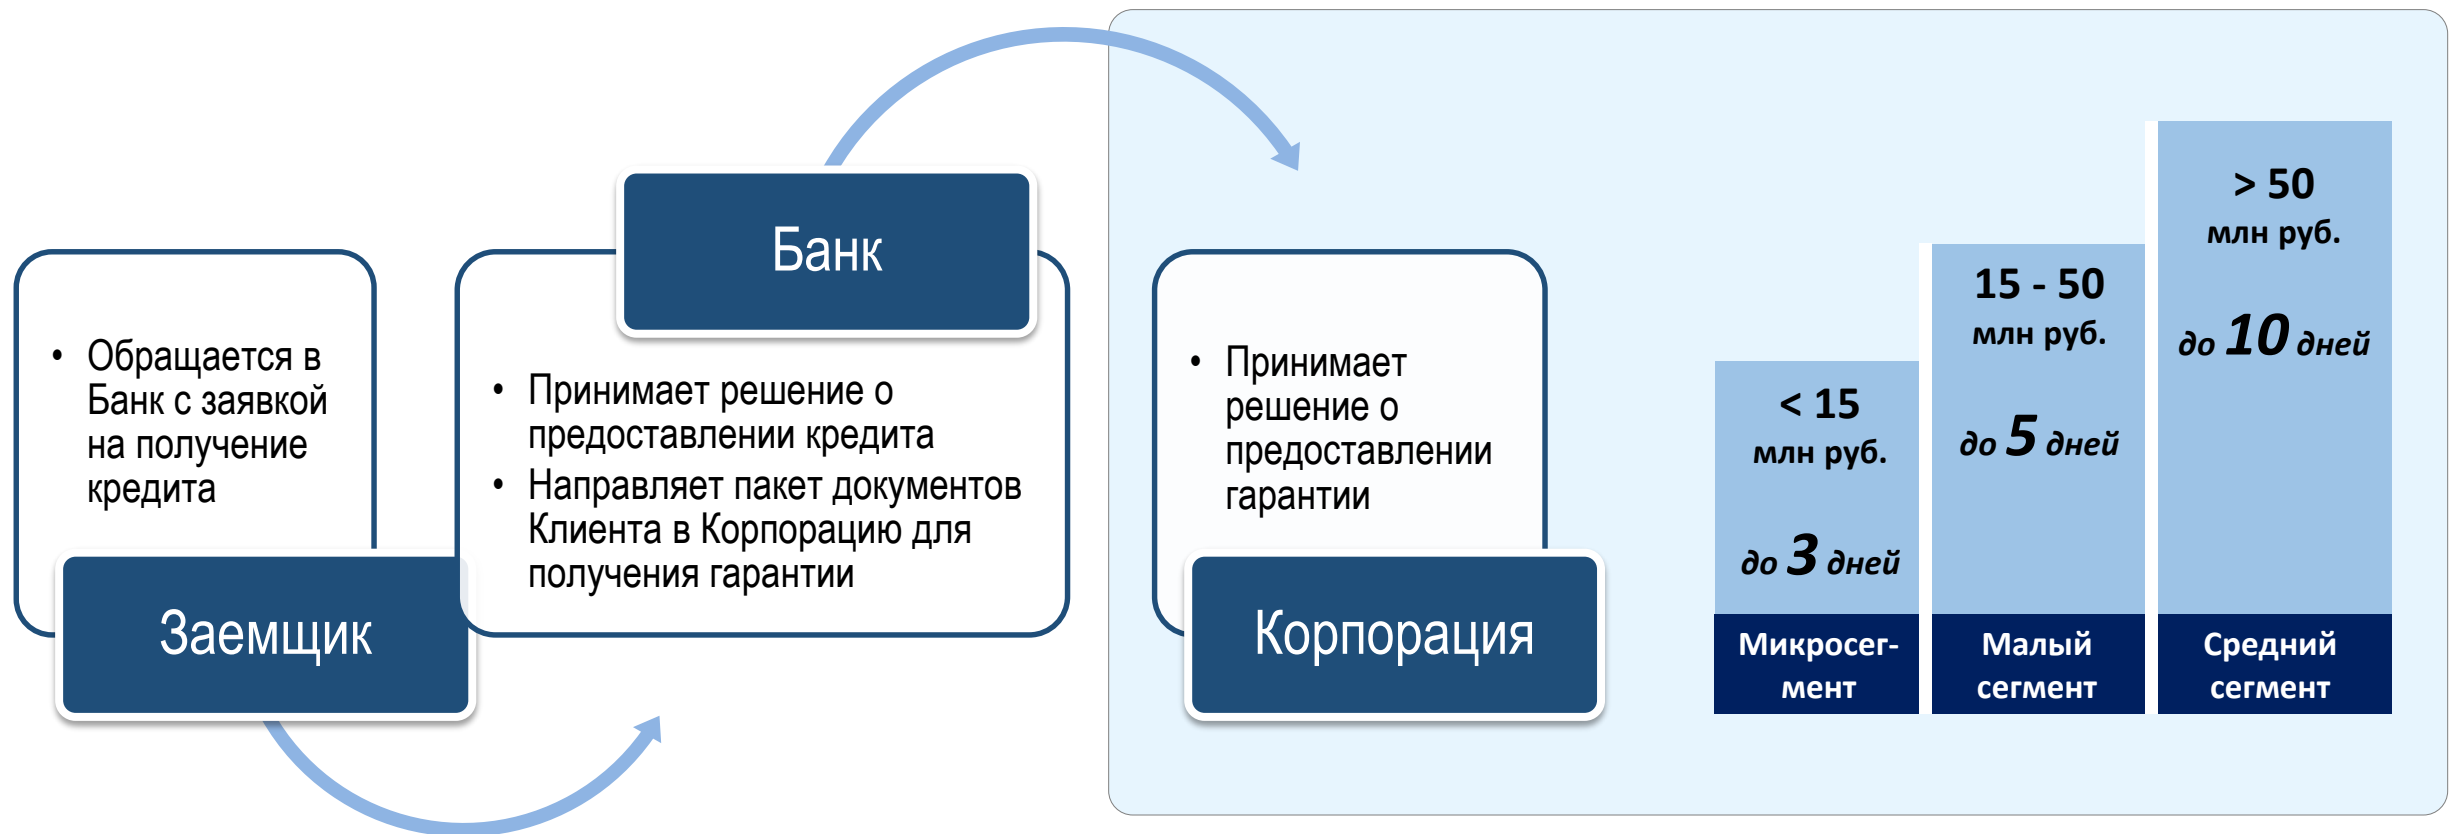 • Обращается в
Банк с заявкой
на получение
кредита
Заемщик
Банк
• Принимает решение о
предоставлении кредита
• Направляет пакет документов
Клиента в Корпорацию для
получения гарантии
• Принимает
решение о
предоставлении
гарантии
Корпорация
< 15
млн руб.
до 3 дней
Микросег-
мент
15 - 50
млн руб.
до 5 дней
Малый
сегмент
> 50
млн руб.
до 10 дней
Средний
сегмент